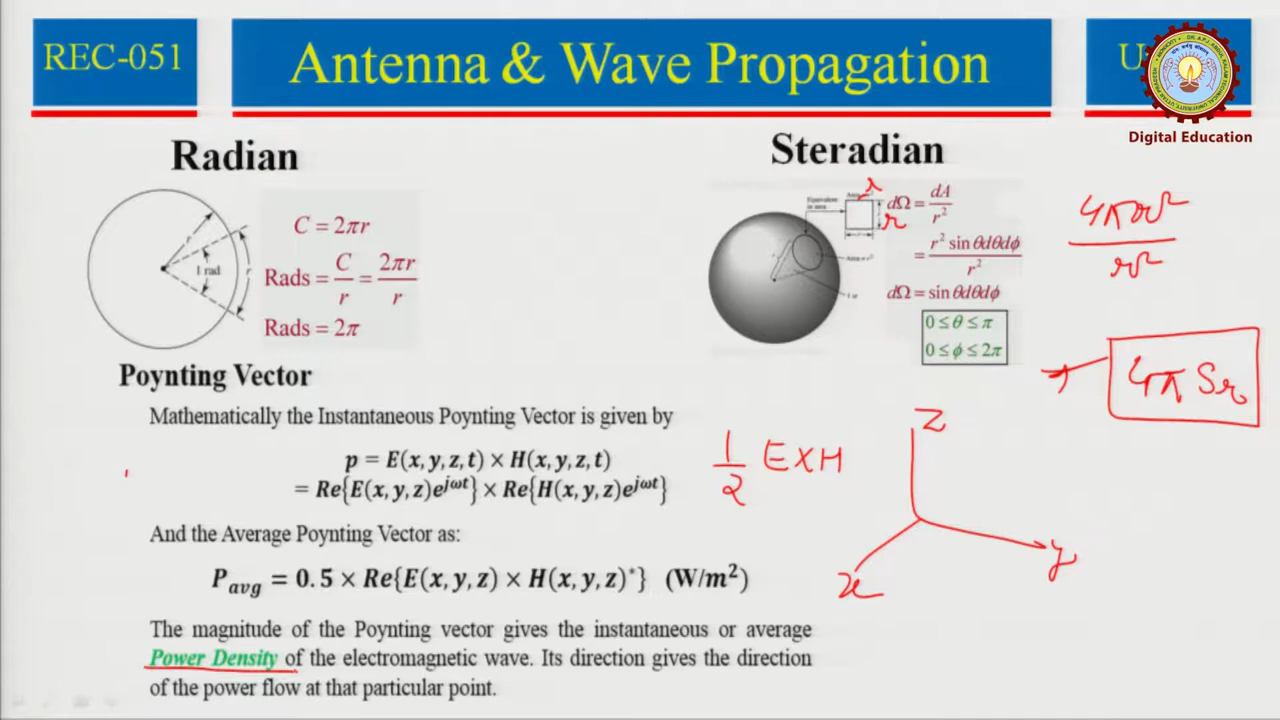 REC-051
Antenna & Wave Propagation
U
Digital Education
Radian
r
1 rad
r
C = 2πr
Rads = C/r = 2πr/r
Rads = 2π
Steradian
Equivalent
in area
r
r
dΩ = dA/r²
= r² sin θdθdϕ/r²
dΩ = sin θdθdϕ
0 ≤ θ ≤ π
0 ≤ ϕ ≤ 2π
4πr²
r²
4π Sr
Poynting Vector
Mathematically the Instantaneous Poynting Vector is given by
p = E(x, y, z, t) × H(x, y, z, t)
= Re{E(x, y, z)e^jωt} × Re{H(x, y, z)e^jωt}
1/2 E X H
And the Average Poynting Vector as:
P_avg = 0.5 × Re{E(x, y, z) × H(x, y, z)*} (W/m²)
z
y
x
The magnitude of the Poynting vector gives the instantaneous or average
Power Density of the electromagnetic wave. Its direction gives the direction
of the power flow at that particular point.